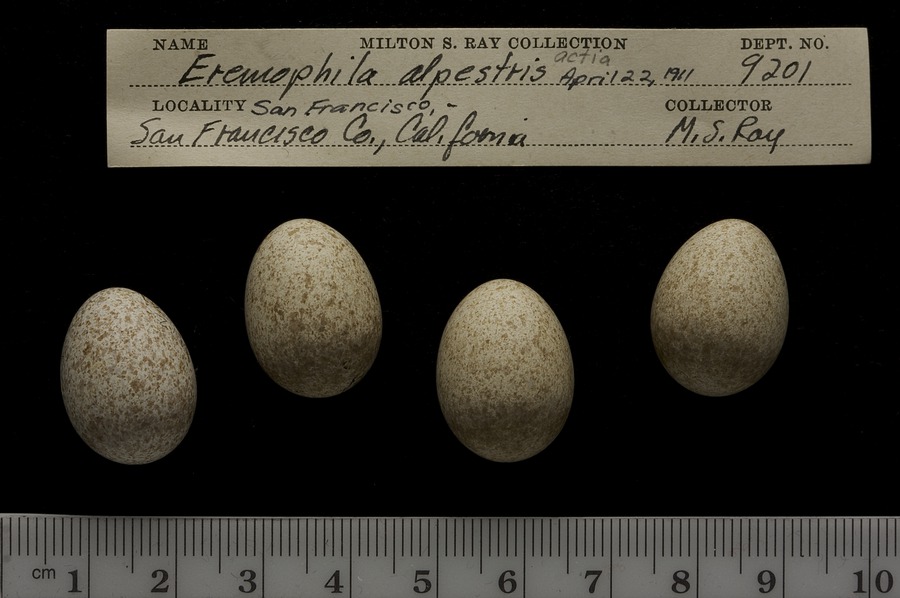 NAME MILTON S. RAY COLLECTION DEPT. NO.
Eremophila alpestris actia April 22, 1911 9201
LOCALITY San Francisco, - COLLECTOR
San Francisco Co., California M. S. Ray
cm 1 2 3 4 5 6 7 8 9 10